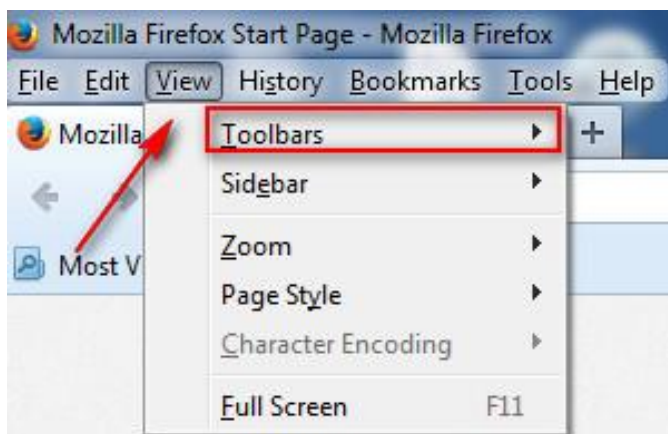 Mozilla Firefox Start Page - Mozilla Firefox
File Edit View History Bookmarks Tools Help
Mozilla
Toolbars
+
Sidebar
Most V
Zoom
Page Style
Character Encoding
Full Screen F11